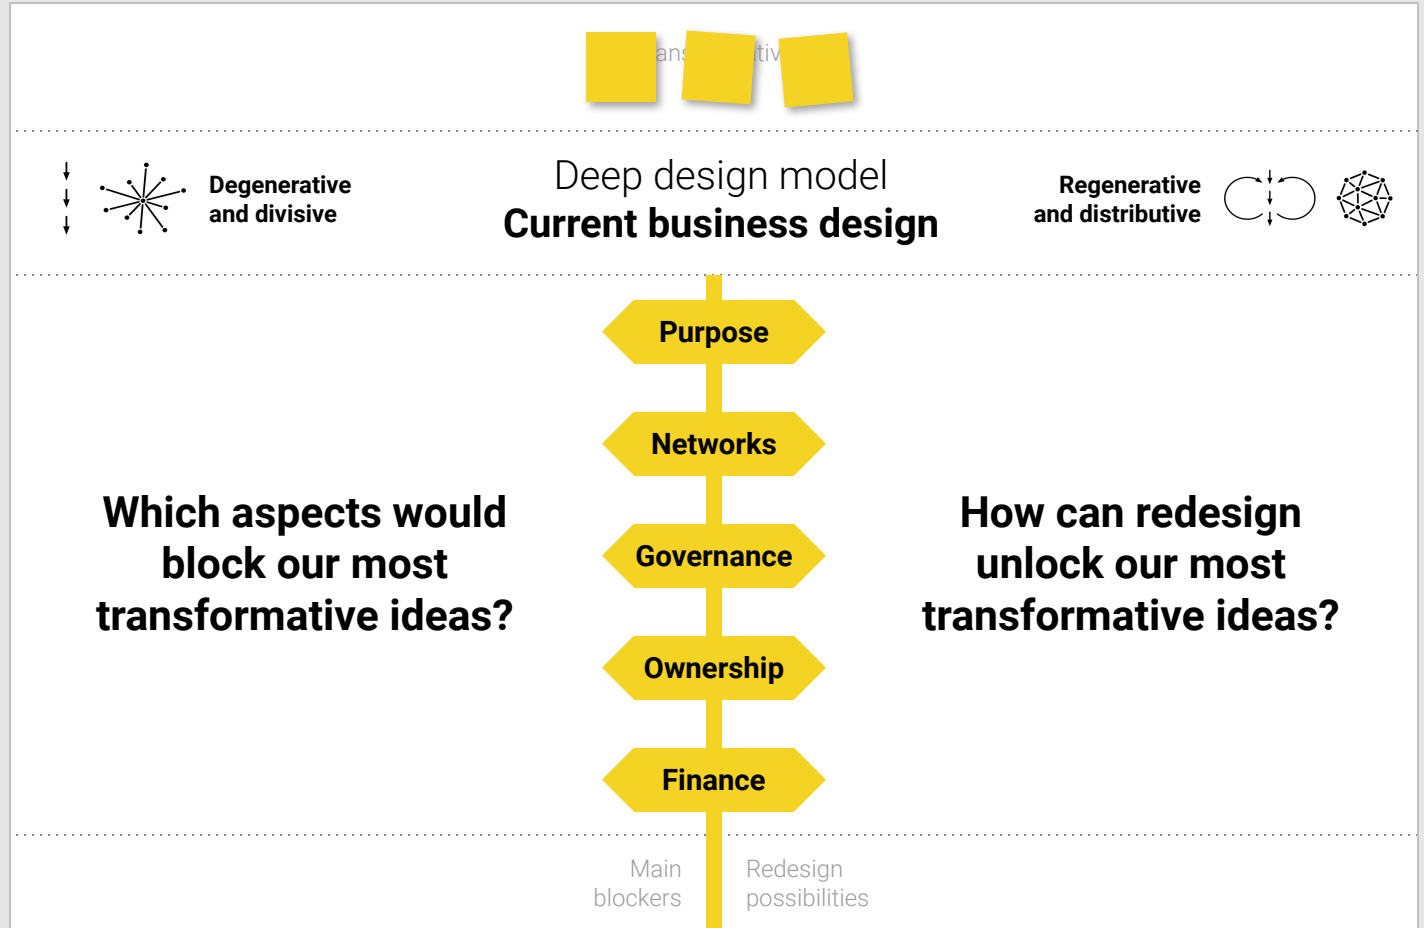 Deep design model
Current business design
Degenerative
and divisive
Regenerative
and distributive
Purpose
Networks
Governance
Ownership
Finance
Which aspects would
block our most
transformative ideas?
How can redesign
unlock our most
transformative ideas?
Main
blockers
Redesign
possibilities